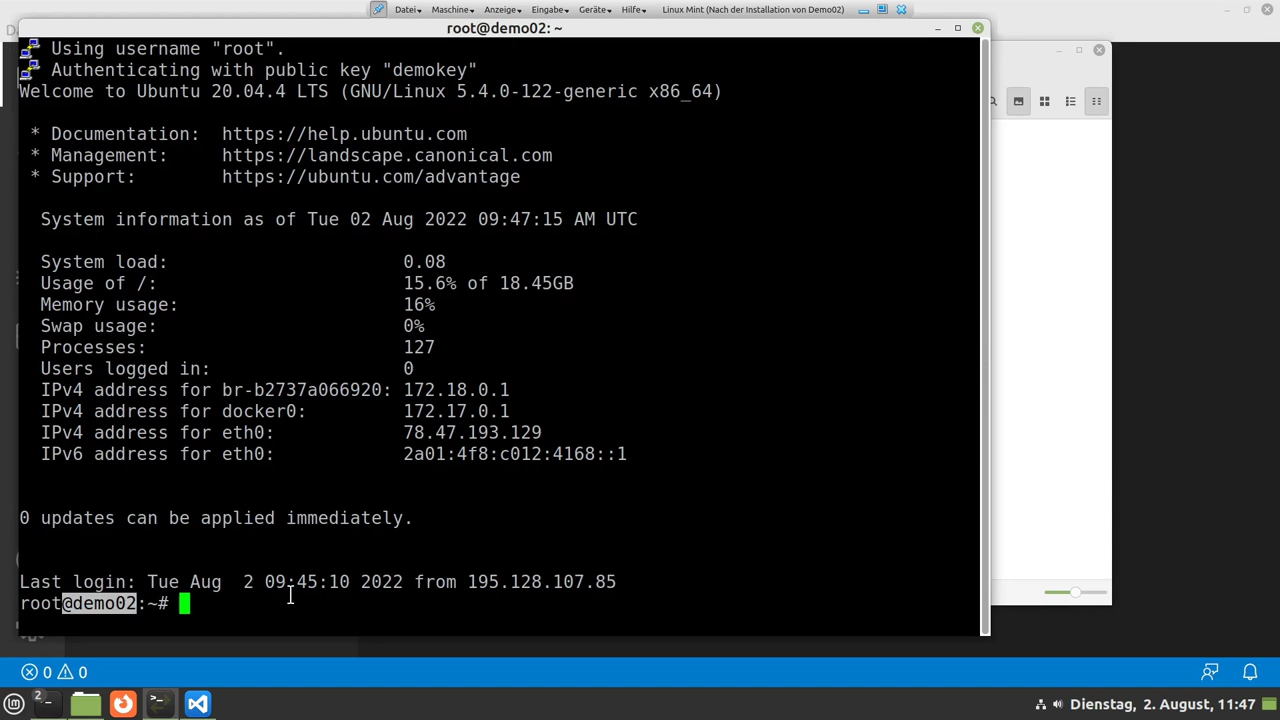 Datei Maschine Anzeige Eingabe Geräte Hilfe Linux Mint (Nach der Installation von Demo02)
root@demo02: ~
Using username "root".
Authenticating with public key "demokey"
Welcome to Ubuntu 20.04.4 LTS (GNU/Linux 5.4.0-122-generic x86_64)
* Documentation: https://help.ubuntu.com
* Management: https://landscape.canonical.com
* Support: https://ubuntu.com/advantage
System information as of Tue 02 Aug 2022 09:47:15 AM UTC
System load: 0.08
Usage of /: 15.6% of 18.45GB
Memory usage: 16%
Swap usage: 0%
Processes: 127
Users logged in: 0
IPv4 address for br-b2737a066920: 172.18.0.1
IPv4 address for docker0: 172.17.0.1
IPv4 address for eth0: 78.47.193.129
IPv6 address for eth0: 2a01:4f8:c012:4168::1
0 updates can be applied immediately.
Last login: Tue Aug 2 09:45:10 2022 from 195.128.107.85
root@demo02:~#
0 0
2 Dienstag, 2. August, 11:47